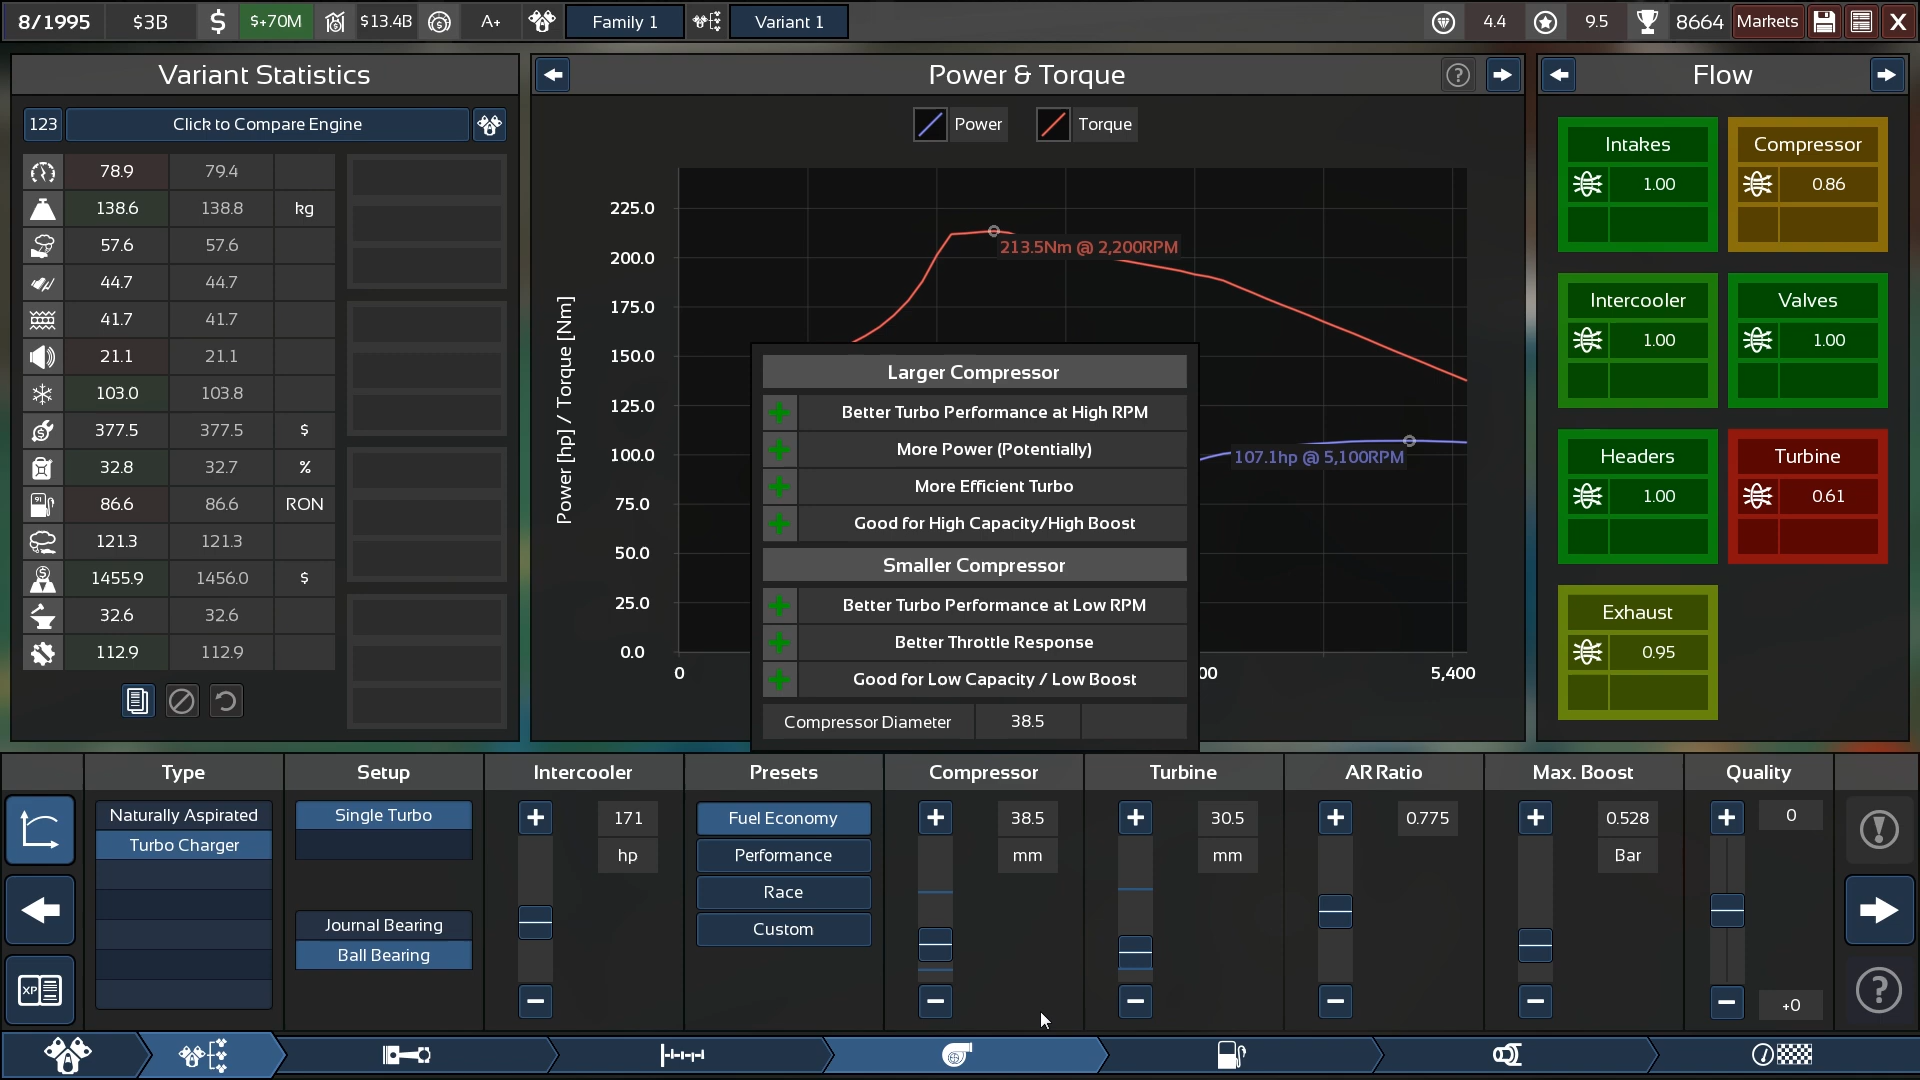 8/1995 $3B $+70M $13.4B A+ Family 1 Variant 1 4.4 9.5 8664 Markets X
Variant Statistics
123 Click to Compare Engine
78.9 79.4
138.6 138.8 kg
57.6 57.6
44.7 44.7
41.7 41.7
21.1 21.1
103.0 103.8
377.5 377.5 $
32.8 32.7 %
86.6 86.6 RON
121.3 121.3
1455.9 1456.0 $
32.6 32.6
112.9 112.9
Power & Torque
?
Power Torque
Power [hp] / Torque [Nm]
225.0
200.0
175.0
150.0
125.0
100.0
75.0
50.0
25.0
0.0
0 00 5,400
213.5Nm @ 2,200RPM
107.1hp @ 5,100RPM
Larger Compressor
Better Turbo Performance at High RPM
More Power (Potentially)
More Efficient Turbo
Good for High Capacity/High Boost
Smaller Compressor
Better Turbo Performance at Low RPM
Better Throttle Response
Good for Low Capacity / Low Boost
Compressor Diameter 38.5
Flow
Intakes
1.00
Compressor
0.86
Intercooler
1.00
Valves
1.00
Headers
1.00
Turbine
0.61
Exhaust
0.95
Type
Naturally Aspirated
Turbo Charger
Setup
Single Turbo
Journal Bearing
Ball Bearing
Intercooler
171
hp
Presets
Fuel Economy
Performance
Race
Custom
Compressor
38.5
mm
Turbine
30.5
mm
AR Ratio
0.775
Max. Boost
0.528
Bar
Quality
0
+0
XP
?